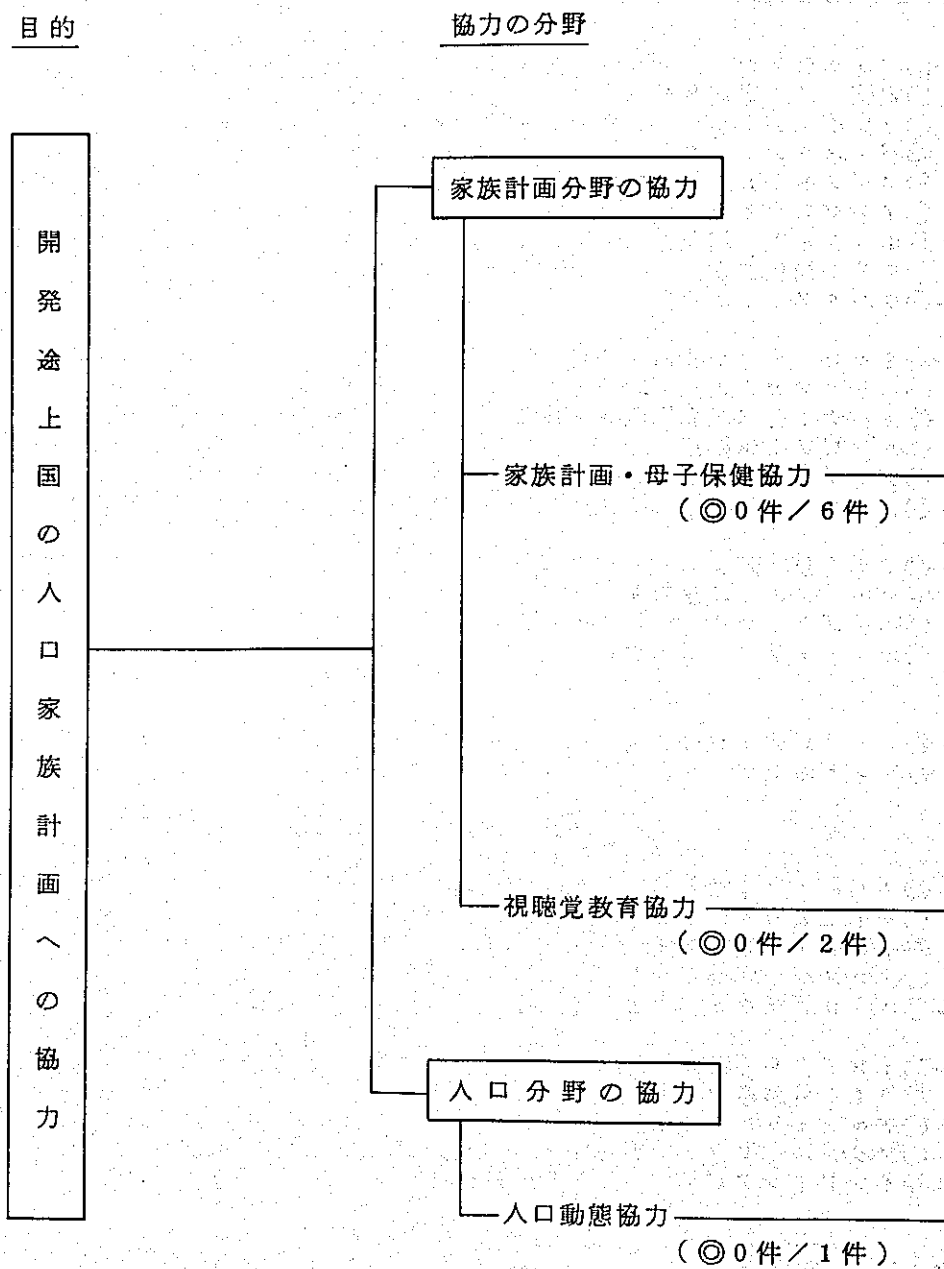 目的
協力の分野
開発途上国の人口家族計画への協力
家族計画分野の協力
家族計画・母子保健協力
(◎0件/6件)
視聴覚教育協力
(◎0件/2件)
人口分野の協力
人口動態協力
(◎0件/1件)